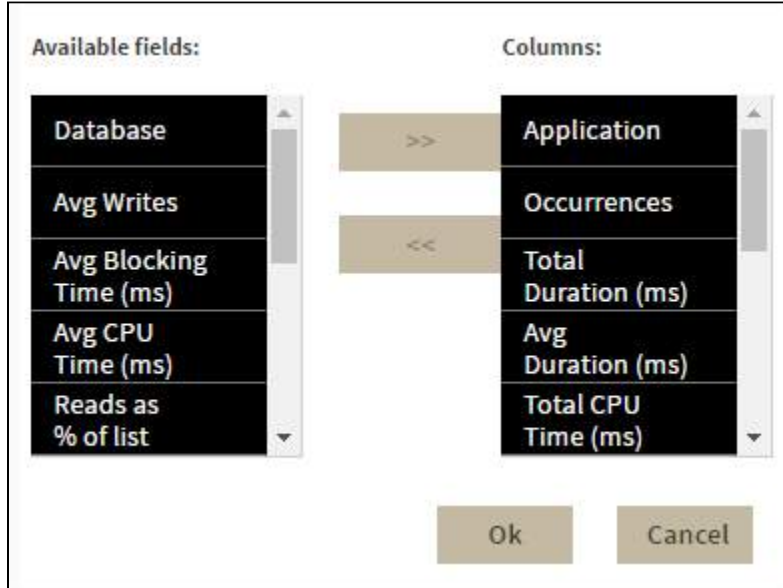 Available fields:
Columns:
Database
Avg Writes
Avg Blocking
Time (ms)
Avg CPU
Time (ms)
Reads as
% of list
>>
<<
Application
Occurrences
Total
Duration (ms)
Avg
Duration (ms)
Total CPU
Time (ms)
Ok
Cancel